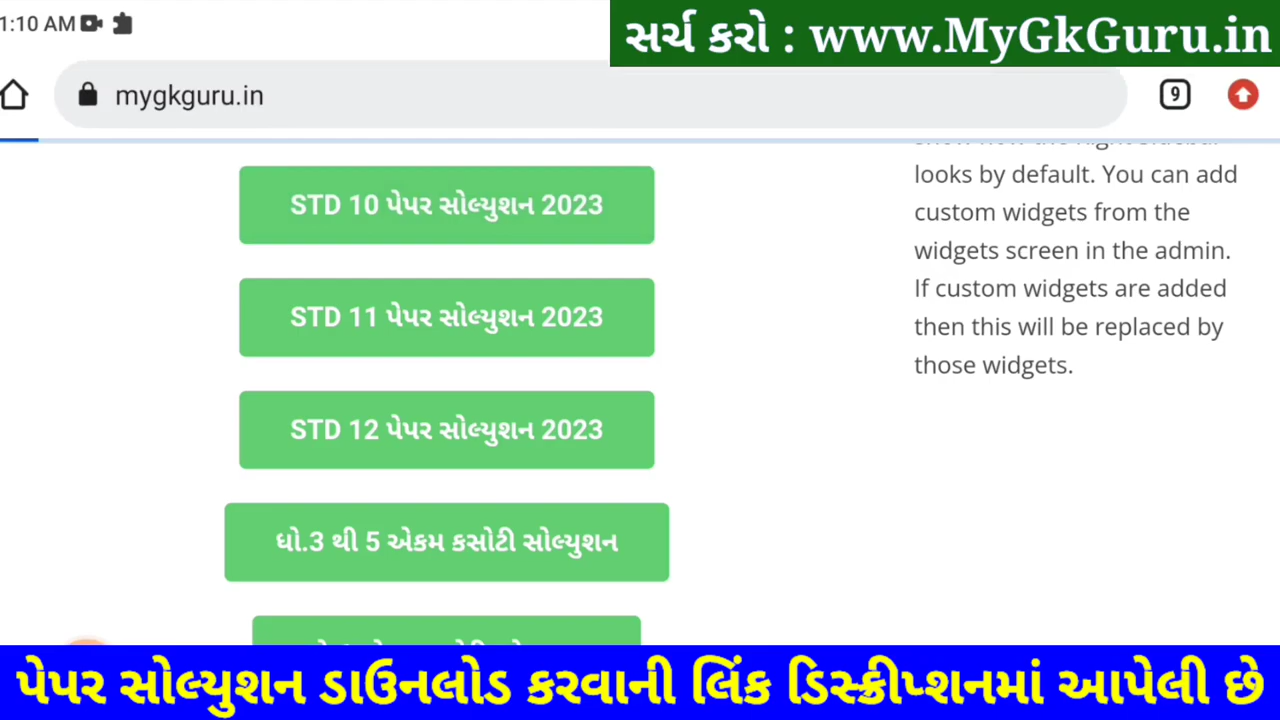 1:10 AM
સર્ચ કરો : www.MyGkGuru.in
mygkguru.in
9
looks by default. You can add
custom widgets from the
widgets screen in the admin.
If custom widgets are added
then this will be replaced by
those widgets.
STD 10 પેપર સોલ્યુશન 2023
STD 11 પેપર સોલ્યુશન 2023
STD 12 પેપર સોલ્યુશન 2023
ધો.3 થી 5 એકમ કસોટી સોલ્યુશન
પેપર સોલ્યુશન ડાઉનલોડ કરવાની લિંક ડિસ્ક્રીપ્શનમાં આપેલી છે